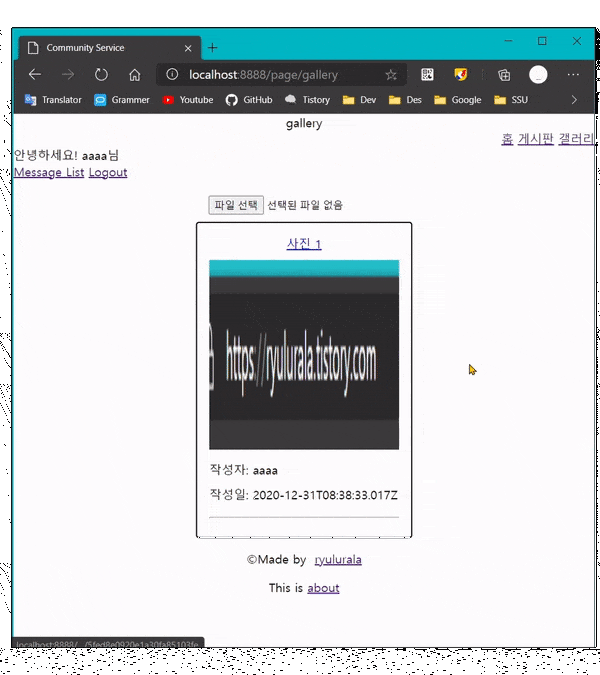 Community Service
localhost:8888/page/gallery
Translator Grammer Youtube GitHub Tistory Dev Des Google SSU
gallery
홈 게시판 갤러리
안녕하세요! aaaa님
Message List Logout
파일 선택 선택된 파일 없음
사진 1
https://ryulurala.tistory.com
작성자: aaaa
작성일: 2020-12-31T08:38:33.017Z
©Made by ryulurala
This is about